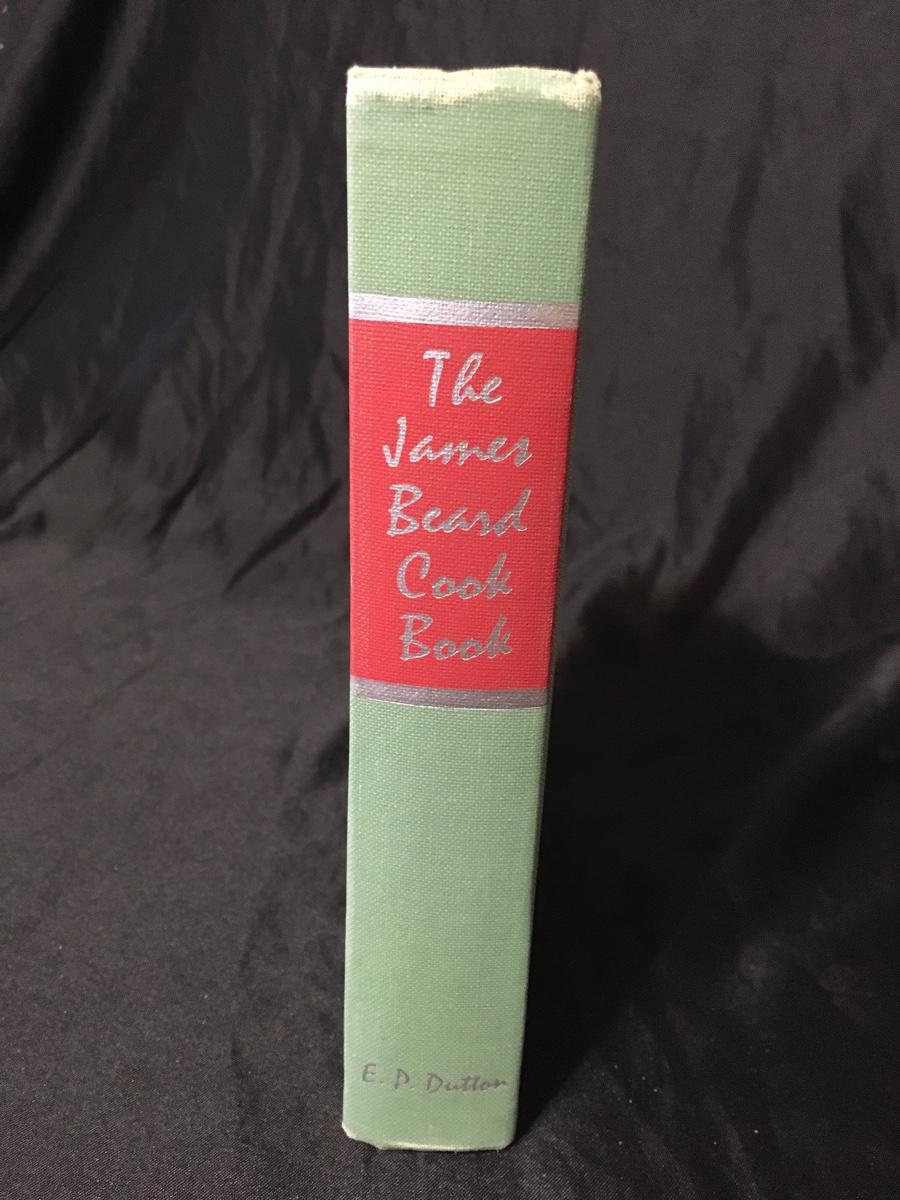 The
James
Beard
Cook
Book
E. P. Dutton